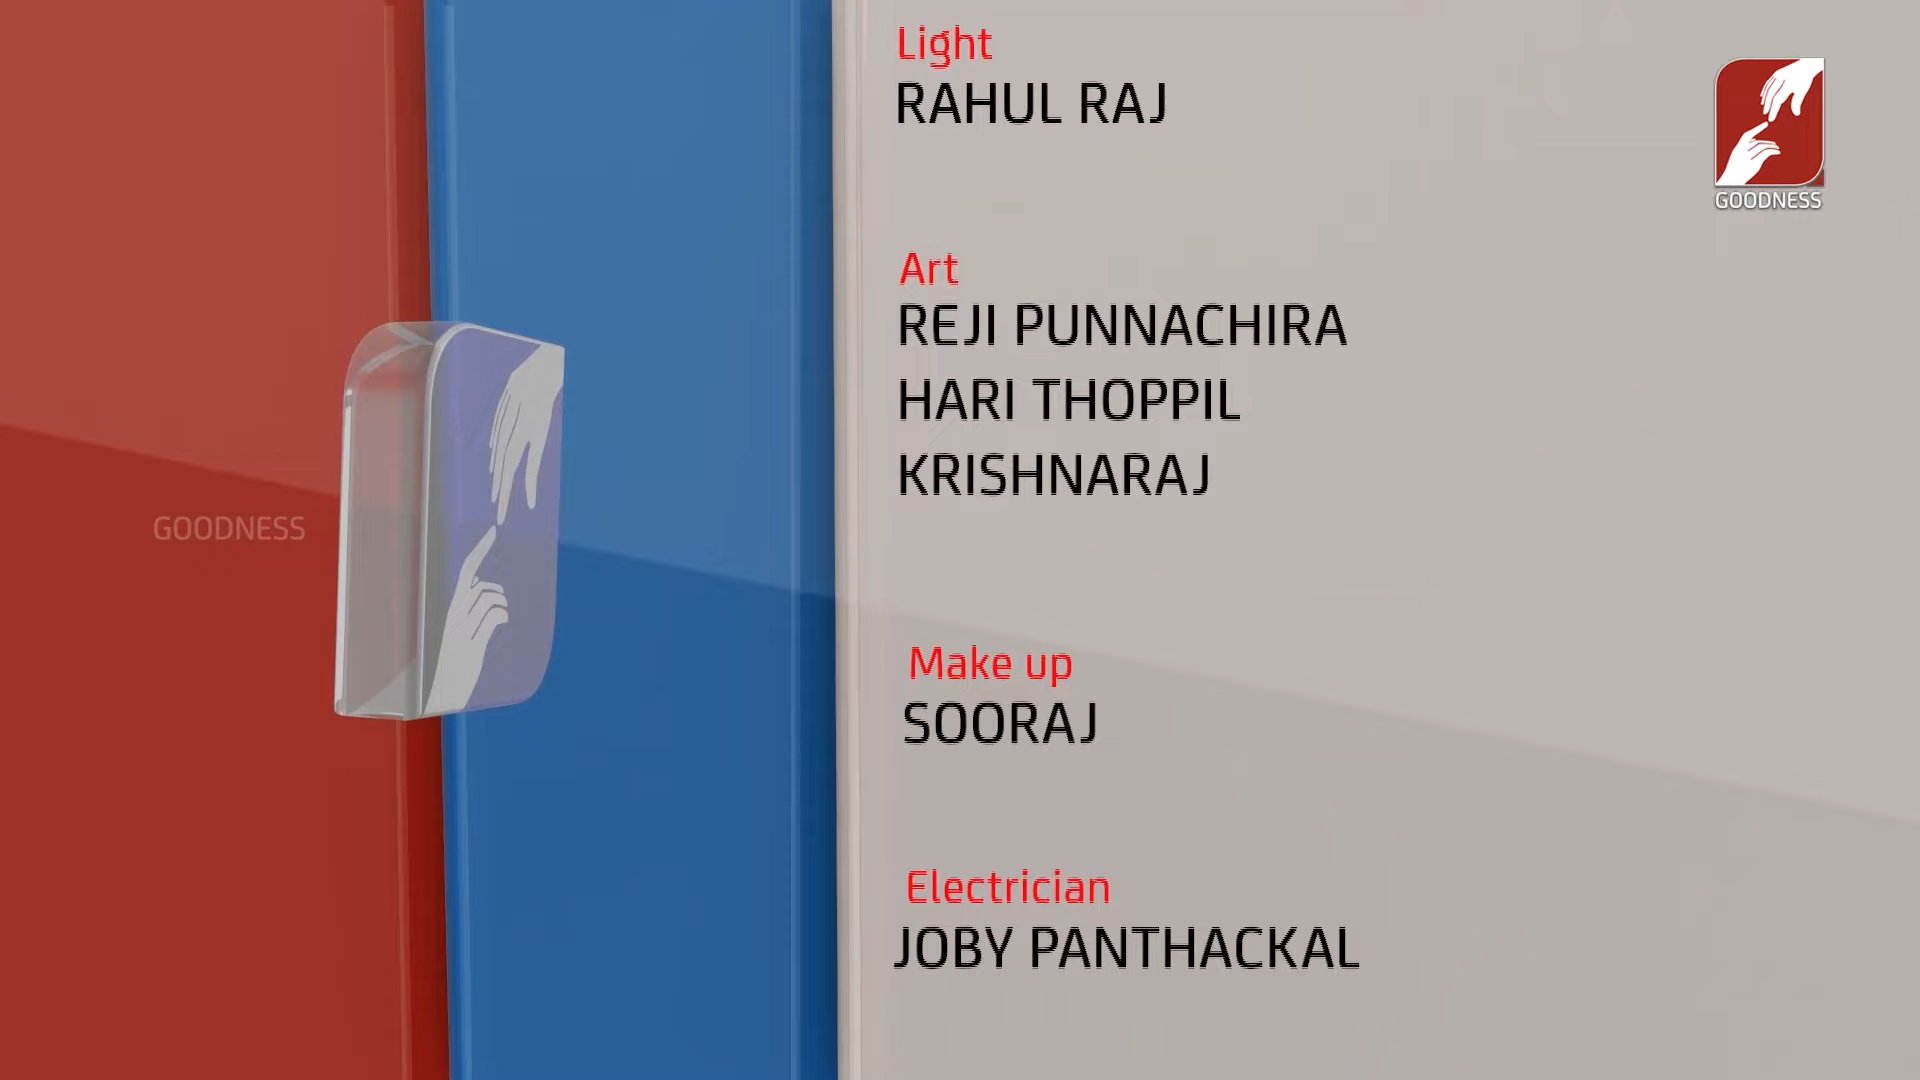 Light
RAHUL RAJ
GOODNESS
Art
REJI PUNNACHIRA
HARI THOPPIL
KRISHNARAJ
GOODNESS
Make up
SOORAJ
Electrician
JOBY PANTHACKAL